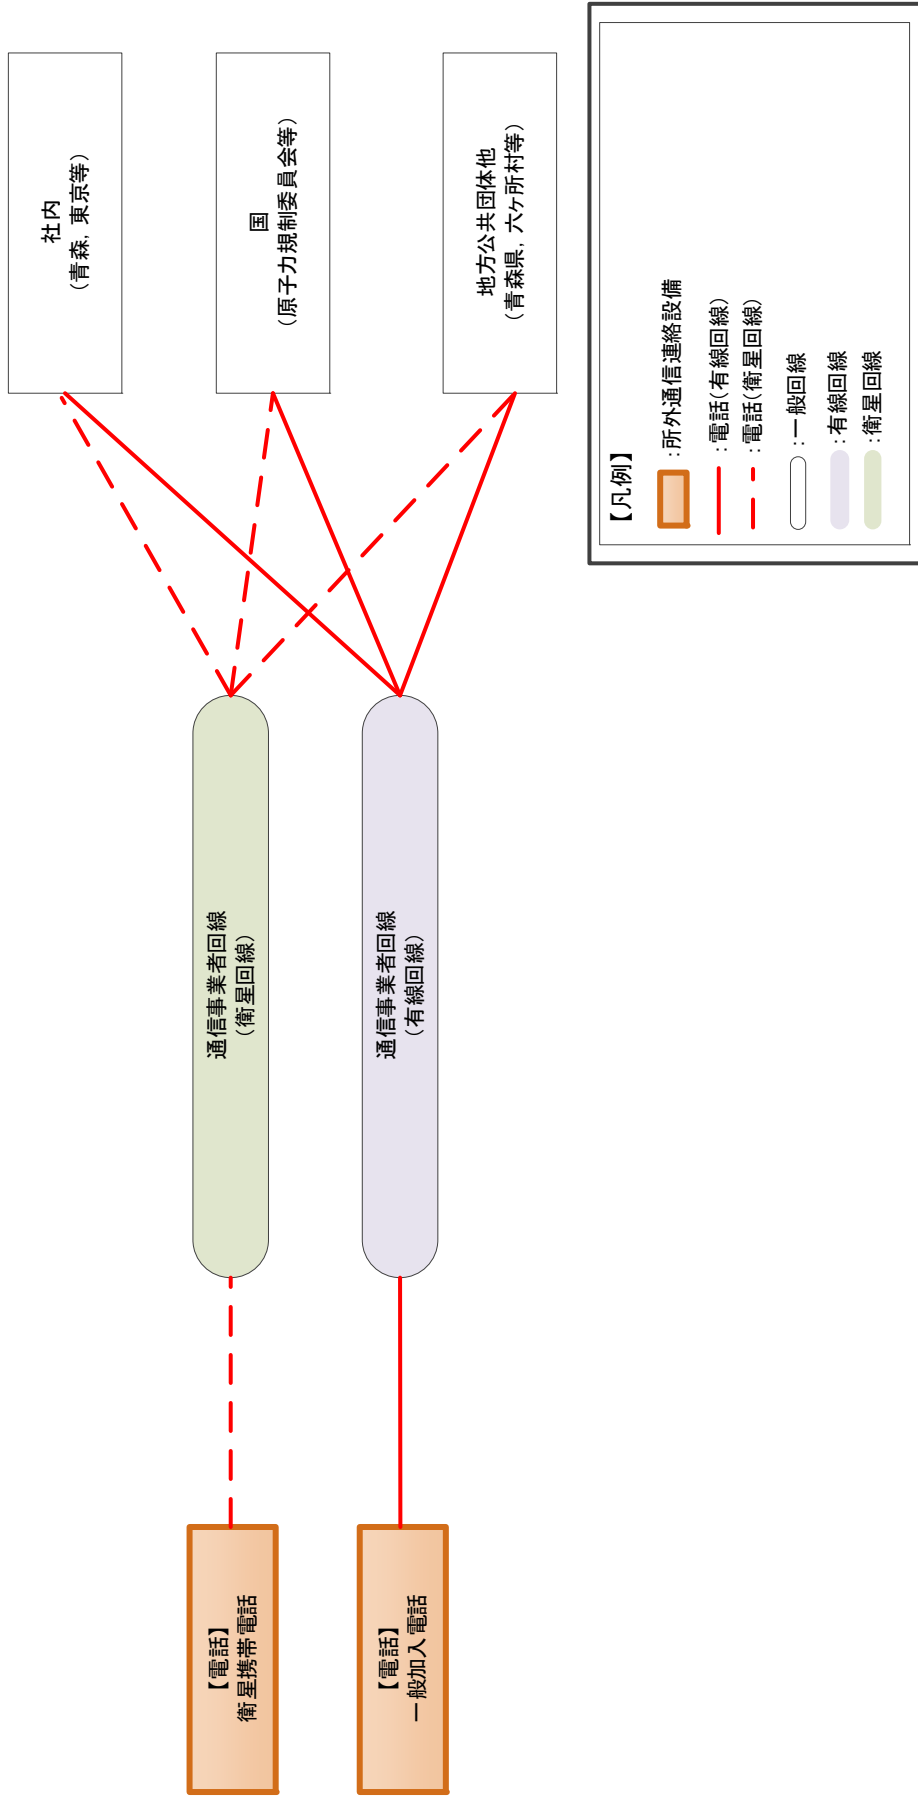 【電話】
衛星携帯電話
【電話】
一般加入電話
通信事業者回線
(衛星回線)
通信事業者回線
(有線回線)
社内
(青森, 東京等)
国
(原子力規制委員会等)
地方公共団体他
(青森県, 六ヶ所村等)
【凡例】
:所外通信連絡設備
:電話(有線回線)
:電話(衛星回線)
:一般回線
:有線回線
:衛星回線